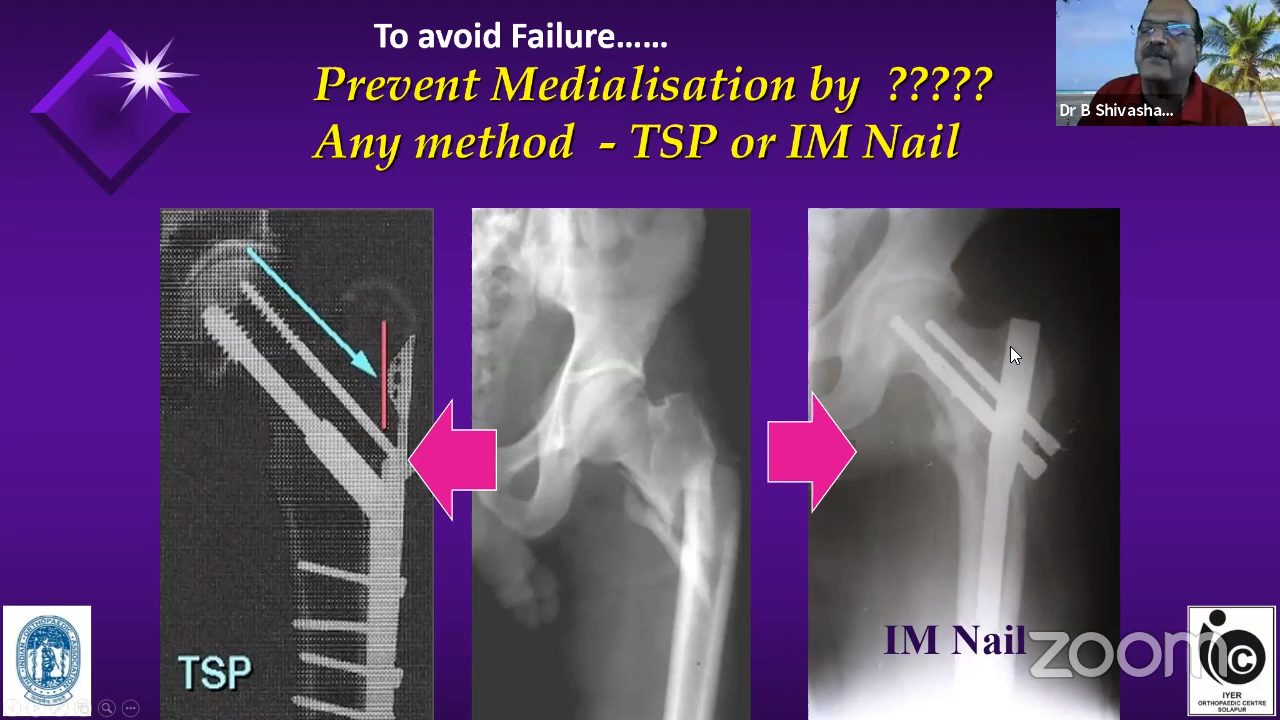 To avoid Failure......
Prevent Medialisation by ?????
Any method - TSP or IM Nail
Dr B Shivasha...
TSP
IM Nail
zoom
IYER
ORTHOPAEDIC CENTRE
SOLAPUR